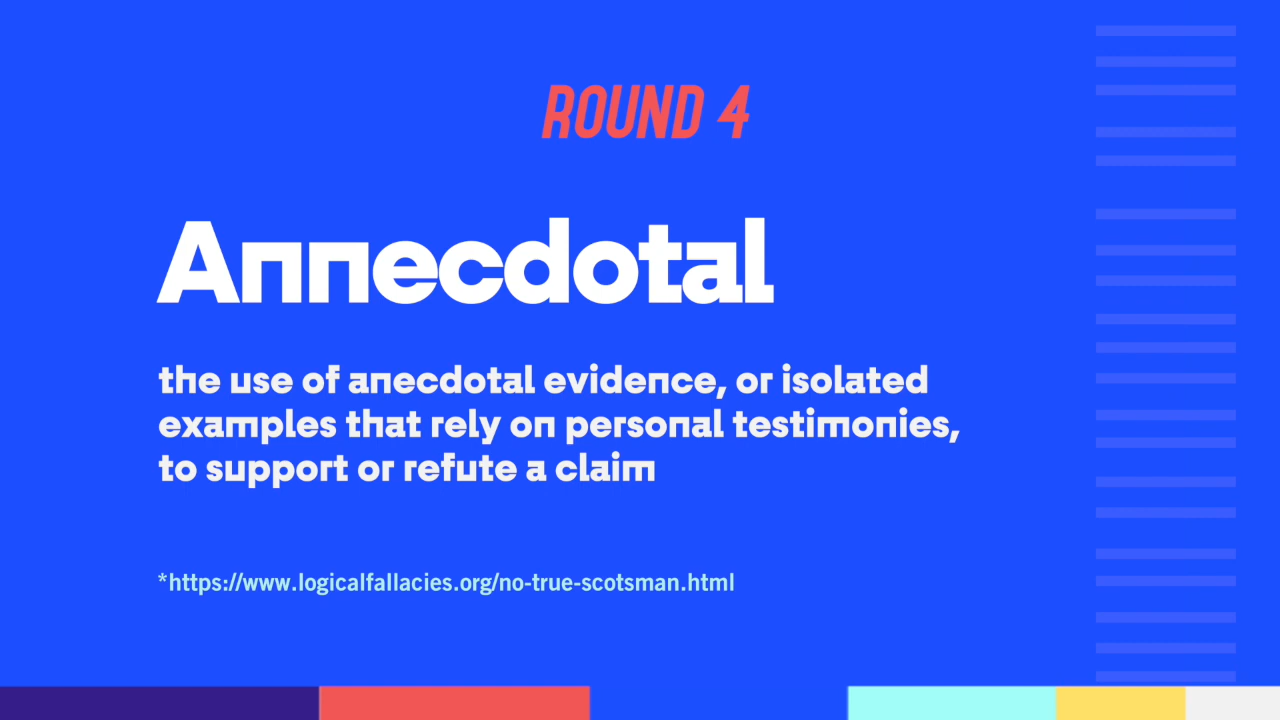 ROUND 4
Annecdotal
the use of anecdotal evidence, or isolated
examples that rely on personal testimonies,
to support or refute a claim
*https://www.logicalfallacies.org/no-true-scotsman.html